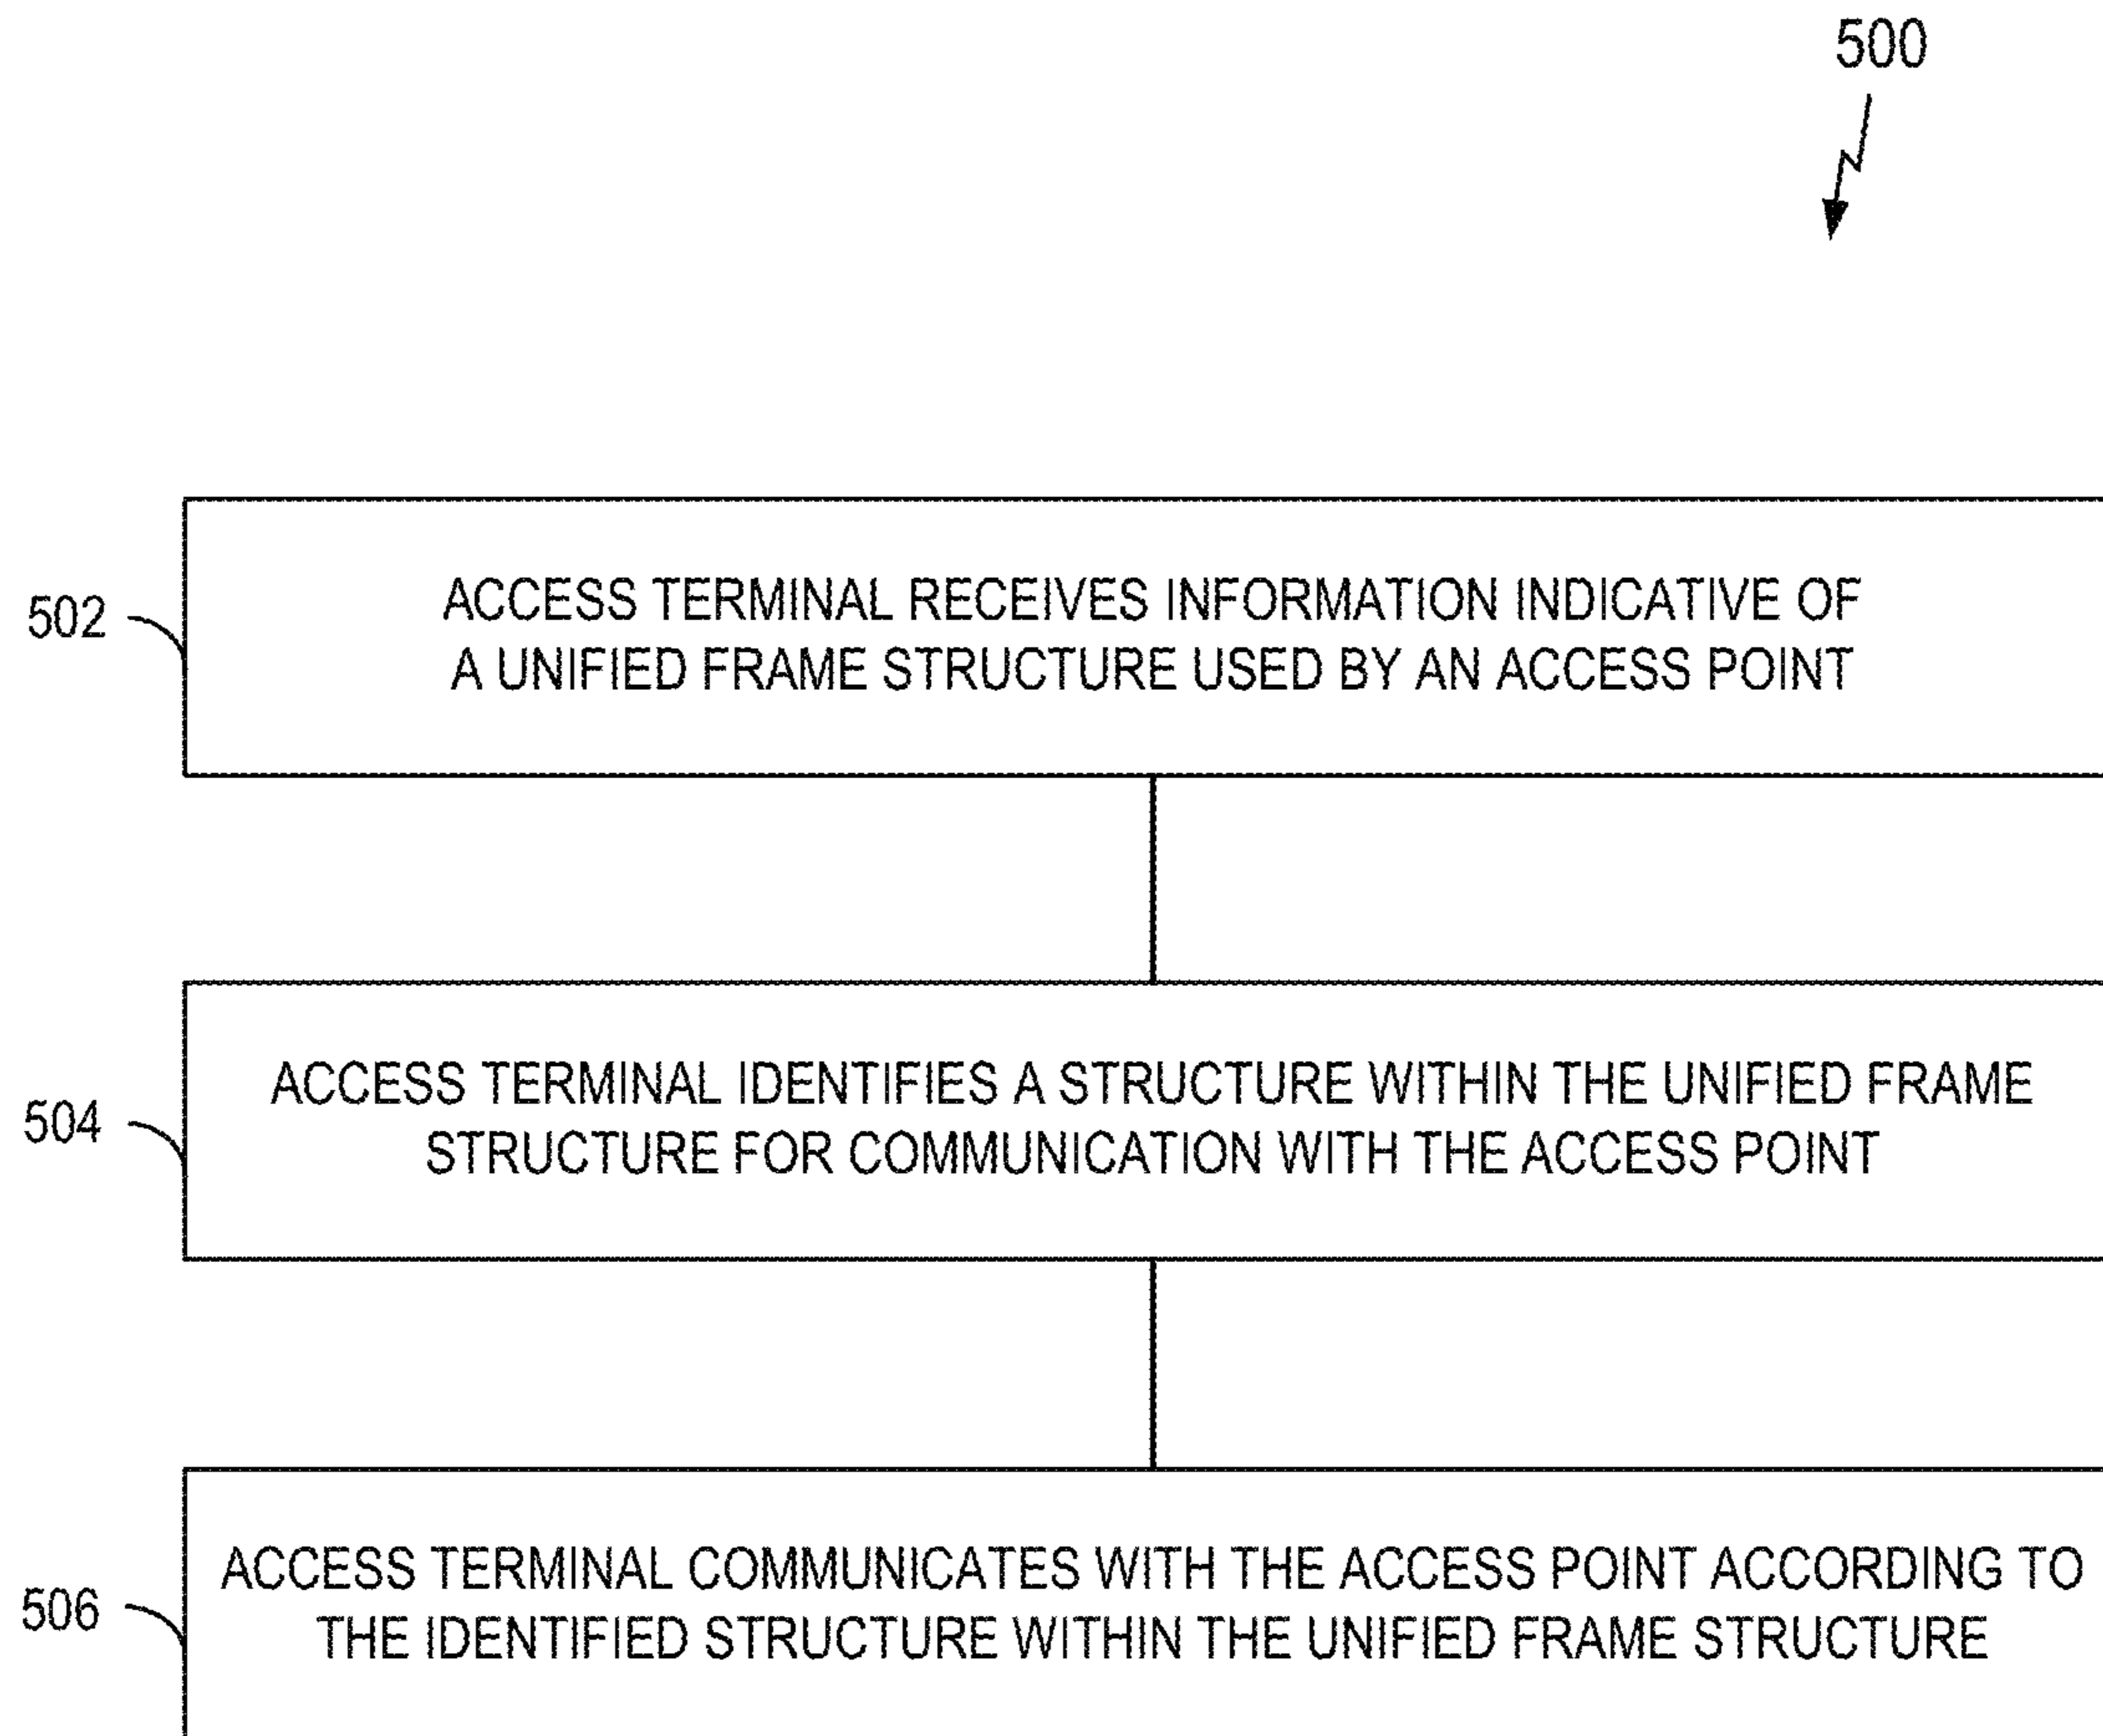 500
502
ACCESS TERMINAL RECEIVES INFORMATION INDICATIVE OF
A UNIFIED FRAME STRUCTURE USED BY AN ACCESS POINT
504
ACCESS TERMINAL IDENTIFIES A STRUCTURE WITHIN THE UNIFIED FRAME
STRUCTURE FOR COMMUNICATION WITH THE ACCESS POINT
506
ACCESS TERMINAL COMMUNICATES WITH THE ACCESS POINT ACCORDING TO
THE IDENTIFIED STRUCTURE WITHIN THE UNIFIED FRAME STRUCTURE